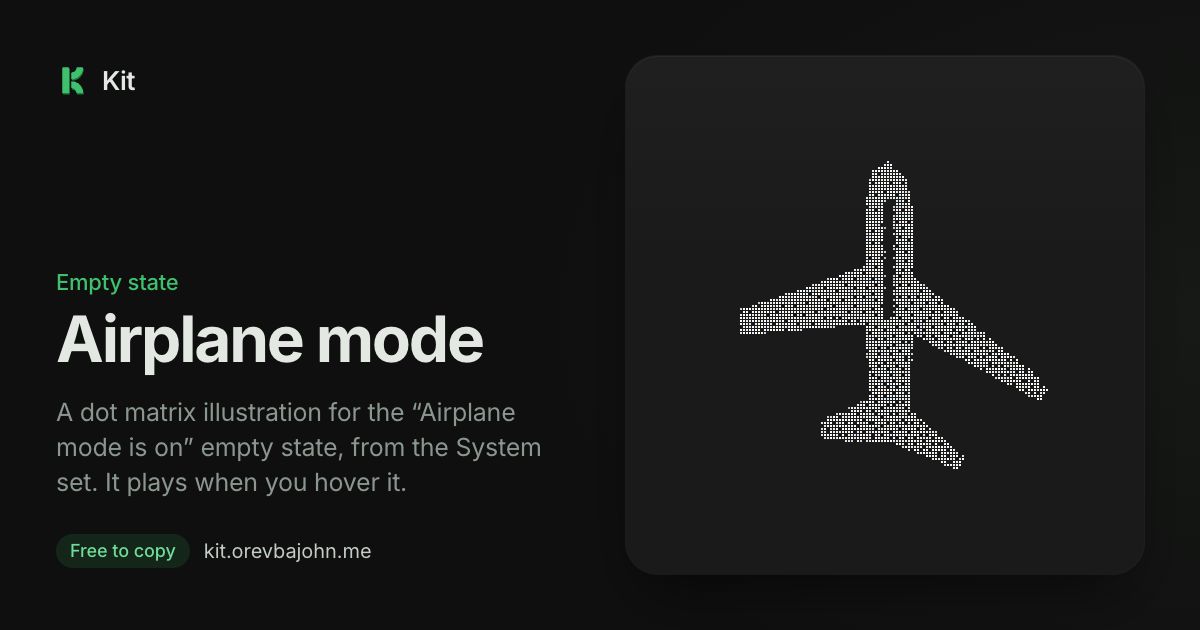 Kit
Empty state
Airplane mode
A dot matrix illustration for the “Airplane
mode is on” empty state, from the System
set. It plays when you hover it.
Free to copy
kit.orevbajohn.me